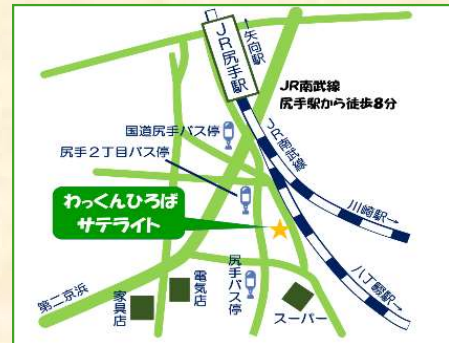 JR尻手駅
←矢向駅
JR南武線
尻手駅から徒歩8分
国道尻手バス停
JR南武線
尻手2丁目バス停
わっくんひろば
サテライト
川崎駅→
尻手バス停
八丁畷駅→
第二京浜
電気店
家具店
スーパー